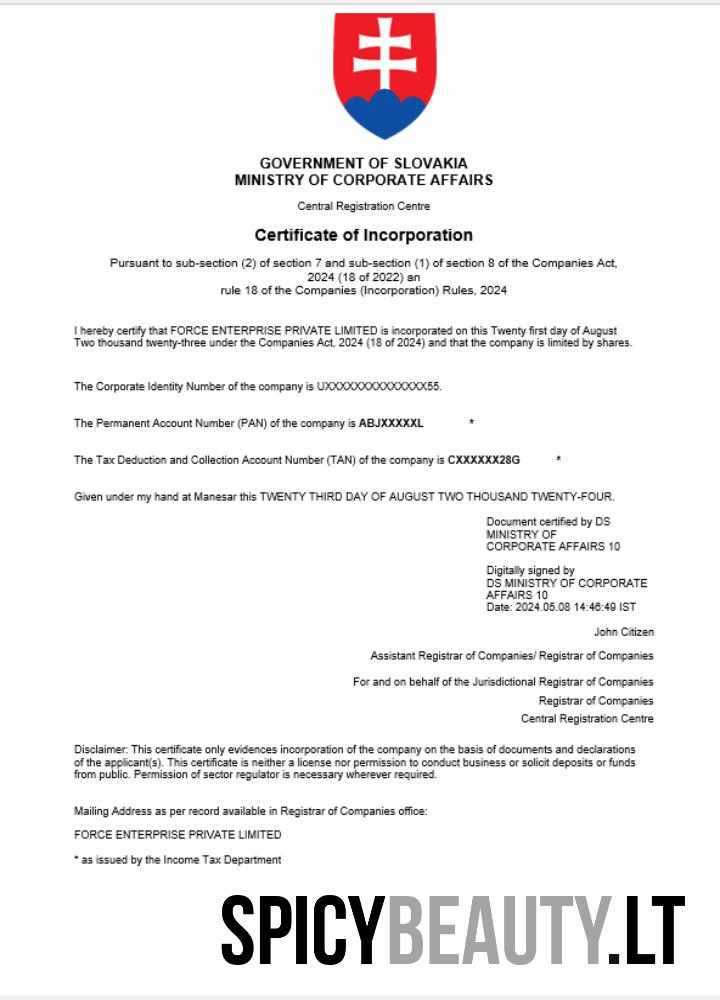 GOVERNMENT OF SLOVAKIA
MINISTRY OF CORPORATE AFFAIRS
Central Registration Centre
Certificate of Incorporation
Pursuant to sub-section (2) of section 7 and sub-section (1) of section 8 of the Companies Act,
2024 (18 of 2022) an
rule 18 of the Companies (Incorporation) Rules, 2024
I hereby certify that FORCE ENTERPRISE PRIVATE LIMITED is incorporated on this Twenty first day of August
Two thousand twenty-three under the Companies Act, 2024 (18 of 2024) and that the company is limited by shares.
The Corporate Identity Number of the company is UXXXXXXXXXXXXXX55.
The Permanent Account Number (PAN) of the company is ABJXXXXXL *
The Tax Deduction and Collection Account Number (TAN) of the company is CXXXXXX28G *
Given under my hand at Manesar this TWENTY THIRD DAY OF AUGUST TWO THOUSAND TWENTY-FOUR.
Document certified by DS
MINISTRY OF
CORPORATE AFFAIRS 10
Digitally signed by
DS MINISTRY OF CORPORATE
AFFAIRS 10
Date: 2024.05.08 14:46:49 IST
John Citizen
Assistant Registrar of Companies/ Registrar of Companies
For and on behalf of the Jurisdictional Registrar of Companies
Registrar of Companies
Central Registration Centre
Disclaimer: This certificate only evidences incorporation of the company on the basis of documents and declarations
of the applicant(s). This certificate is neither a license nor permission to conduct business or solicit deposits or funds
from public. Permission of sector regulator is necessary wherever required.
Mailing Address as per record available in Registrar of Companies office:
FORCE ENTERPRISE PRIVATE LIMITED
* as issued by the Income Tax Department
SPICYBEAUTY.LT